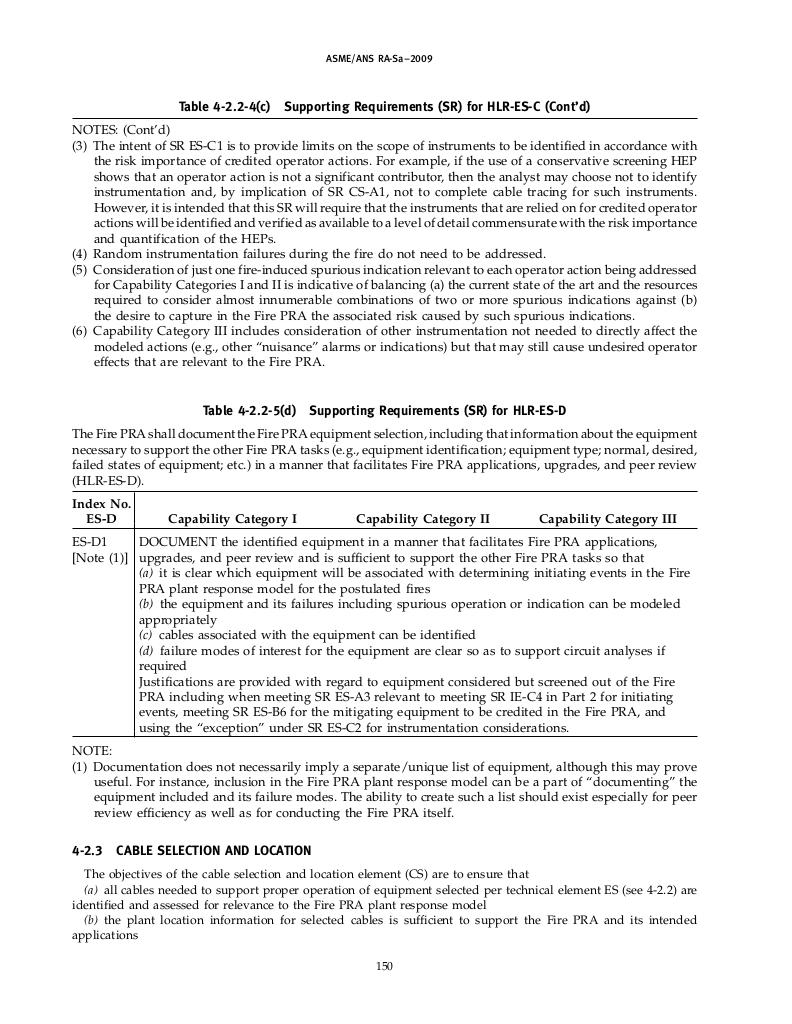 ASME/ANS RA-Sa–2009
Table 4-2.2-4(c) Supporting Requirements (SR) for HLR-ES-C (Cont'd)
NOTES: (Cont'd)
(3) The intent of SR ES-C1 is to provide limits on the scope of instruments to be identified in accordance with
the risk importance of credited operator actions. For example, if the use of a conservative screening HEP
shows that an operator action is not a significant contributor, then the analyst may choose not to identify
instrumentation and, by implication of SR CS-A1, not to complete cable tracing for such instruments.
However, it is intended that this SR will require that the instruments that are relied on for credited operator
actions will be identified and verified as available to a level of detail commensurate with the risk importance
and quantification of the HEPs.
(4) Random instrumentation failures during the fire do not need to be addressed.
(5) Consideration of just one fire-induced spurious indication relevant to each operator action being addressed
for Capability Categories I and II is indicative of balancing (a) the current state of the art and the resources
required to consider almost innumerable combinations of two or more spurious indications against (b)
the desire to capture in the Fire PRA the associated risk caused by such spurious indications.
(6) Capability Category III includes consideration of other instrumentation not needed to directly affect the
modeled actions (e.g., other "nuisance" alarms or indications) but that may still cause undesired operator
effects that are relevant to the Fire PRA.
Table 4-2.2-5(d) Supporting Requirements (SR) for HLR-ES-D
The Fire PRA shall document the Fire PRA equipment selection, including that information about the equipment
necessary to support the other Fire PRA tasks (e.g., equipment identification; equipment type; normal, desired,
failed states of equipment; etc.) in a manner that facilitates Fire PRA applications, upgrades, and peer review
(HLR-ES-D).
Index No.
ES-D Capability Category I Capability Category II Capability Category III
ES-D1 DOCUMENT the identified equipment in a manner that facilitates Fire PRA applications,
[Note (1)] upgrades, and peer review and is sufficient to support the other Fire PRA tasks so that
(a) it is clear which equipment will be associated with determining initiating events in the Fire
PRA plant response model for the postulated fires
(b) the equipment and its failures including spurious operation or indication can be modeled
appropriately
(c) cables associated with the equipment can be identified
(d) failure modes of interest for the equipment are clear so as to support circuit analyses if
required
Justifications are provided with regard to equipment considered but screened out of the Fire
PRA including when meeting SR ES-A3 relevant to meeting SR IE-C4 in Part 2 for initiating
events, meeting SR ES-B6 for the mitigating equipment to be credited in the Fire PRA, and
using the "exception" under SR ES-C2 for instrumentation considerations.
NOTE:
(1) Documentation does not necessarily imply a separate/unique list of equipment, although this may prove
useful. For instance, inclusion in the Fire PRA plant response model can be a part of "documenting" the
equipment included and its failure modes. The ability to create such a list should exist especially for peer
review efficiency as well as for conducting the Fire PRA itself.
4-2.3 CABLE SELECTION AND LOCATION
The objectives of the cable selection and location element (CS) are to ensure that
(a) all cables needed to support proper operation of equipment selected per technical element ES (see 4-2.2) are
identified and assessed for relevance to the Fire PRA plant response model
(b) the plant location information for selected cables is sufficient to support the Fire PRA and its intended
applications
150